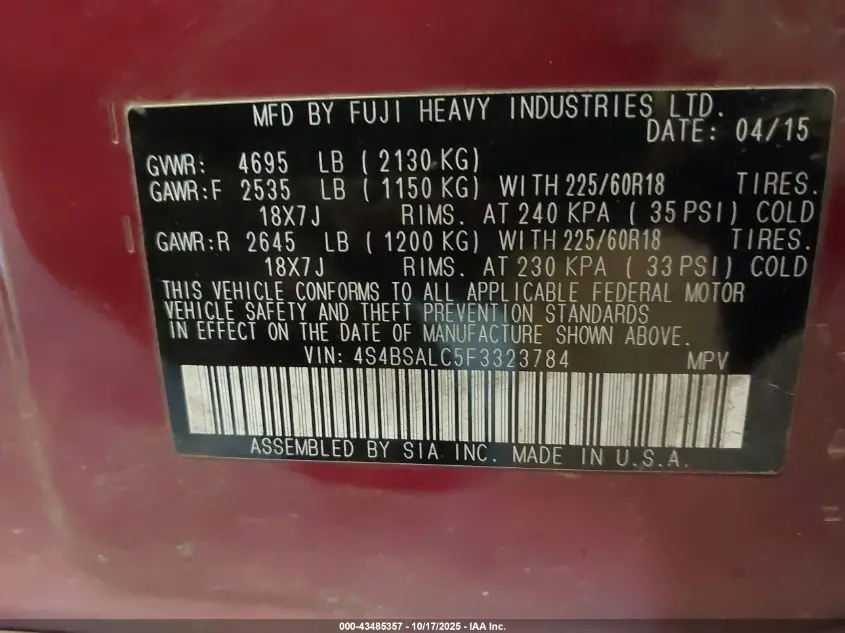 MFD BY FUJI HEAVY INDUSTRIES LTD.
DATE: 04/15
GVWR: 4695 LB ( 2130 KG)
GAWR:F 2535 LB ( 1150 KG) WITH 225/60R18 TIRES.
18X7J RIMS. AT 240 KPA ( 35 PSI) COLD
GAWR:R 2645 LB ( 1200 KG) WITH 225/60R18 TIRES.
18X7J RIMS. AT 230 KPA ( 33 PSI) COLD
THIS VEHICLE CONFORMS TO ALL APPLICABLE FEDERAL MOTOR
VEHICLE SAFETY AND THEFT PREVENTION STANDARDS
IN EFFECT ON THE DATE OF MANUFACTURE SHOWN ABOVE.
VIN: 4S4BSALC5F3323784 MPV
ASSEMBLED BY SIA INC. MADE IN U.S.A.
000-43485357 - 10/17/2025 - IAA Inc.